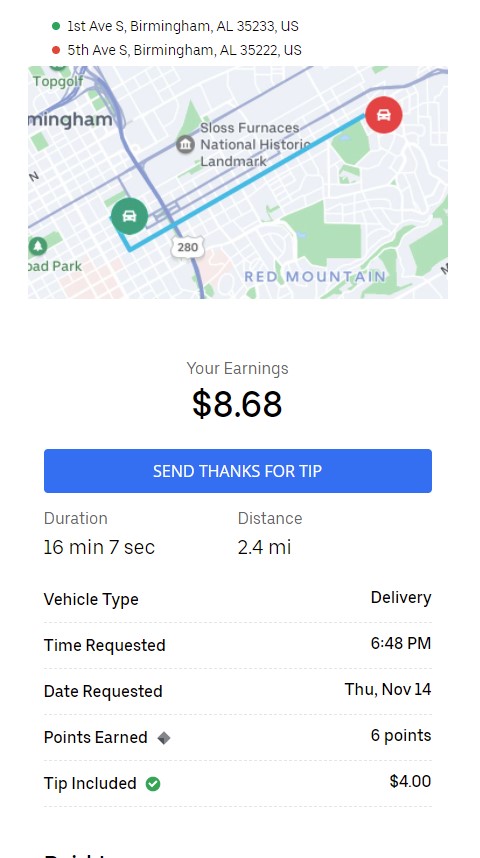 1st Ave S, Birmingham, AL 35233, US
5th Ave S, Birmingham, AL 35222, US
Topgolf
mingham
Sloss Furnaces
National Historic
Landmark
N
280
oad Park
RED MOUNTAIN
Your Earnings
$8.68
SEND THANKS FOR TIP
Duration Distance
16 min 7 sec 2.4 mi
Vehicle Type Delivery
Time Requested 6:48 PM
Date Requested Thu, Nov 14
Points Earned 6 points
Tip Included $4.00